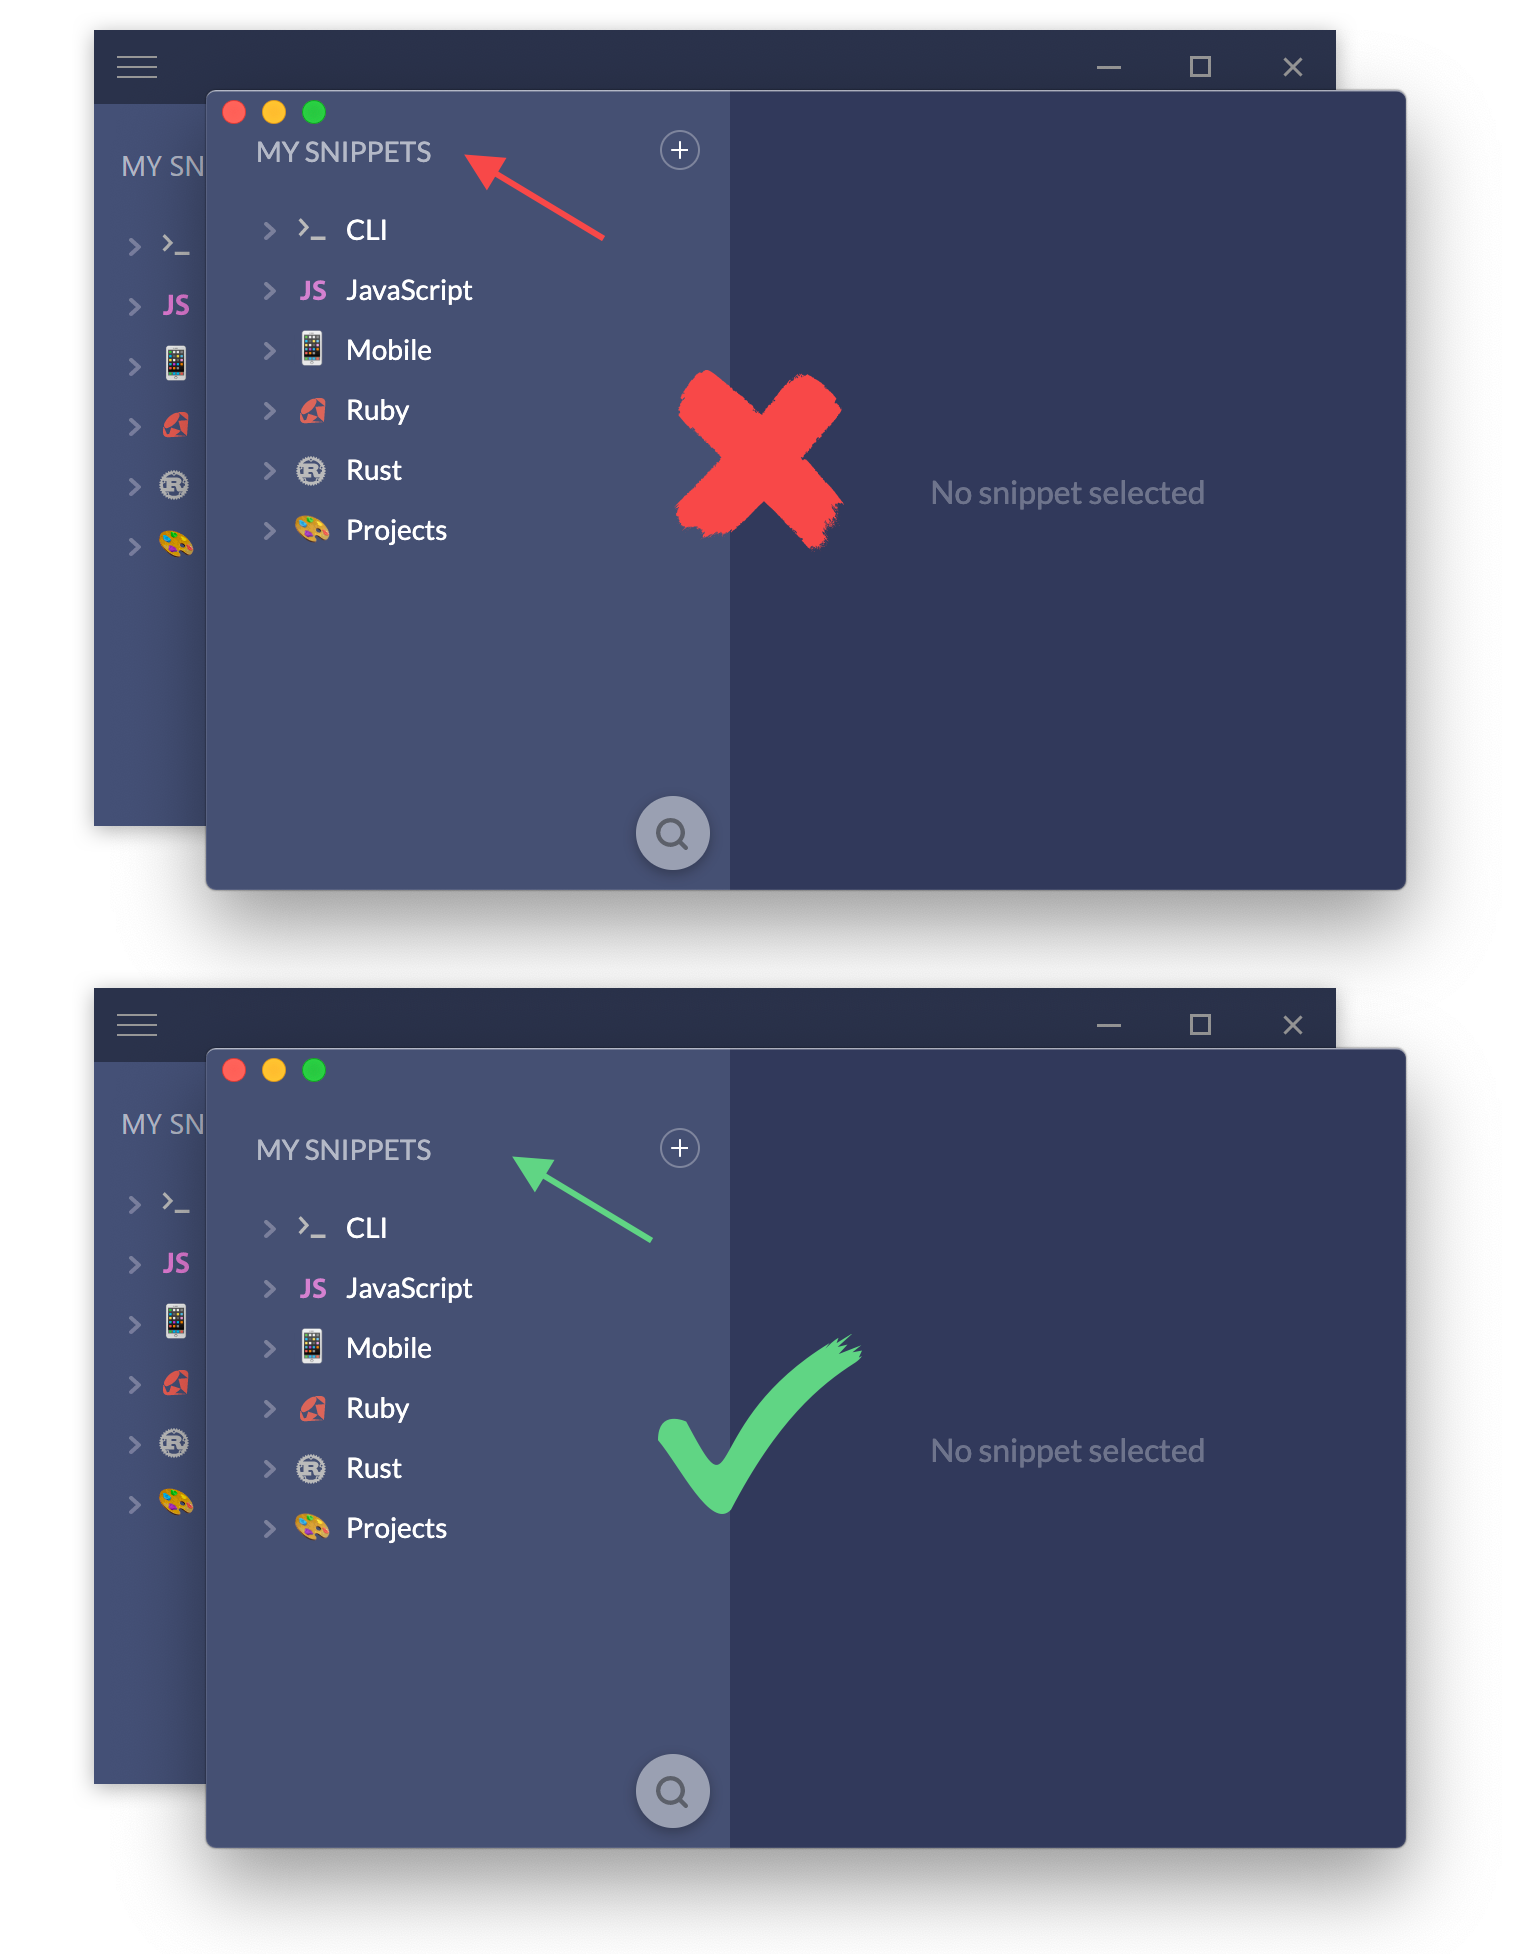 MY SN
MY SNIPPETS
CLI
JS JavaScript
Mobile
Ruby
R Rust
Projects
JS
R
No snippet selected
MY SN
MY SNIPPETS
CLI
JS JavaScript
Mobile
Ruby
R Rust
Projects
JS
R
No snippet selected